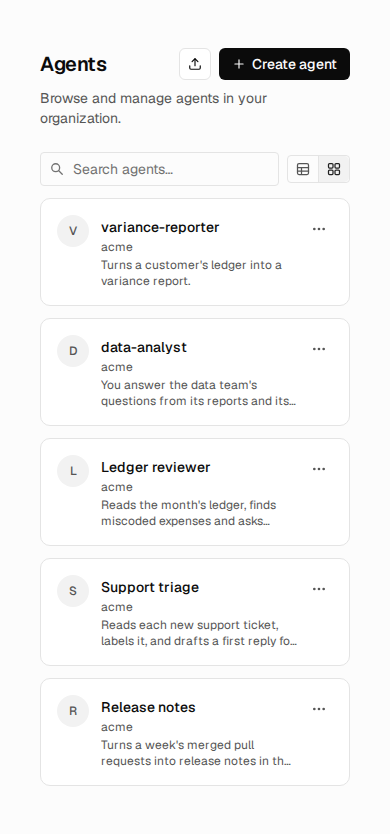 Agents
Create agent
Browse and manage agents in your
organization.
Search agents...
V
variance-reporter
acme
Turns a customer's ledger into a
variance report.
D
data-analyst
acme
You answer the data team's
questions from its reports and its...
L
Ledger reviewer
acme
Reads the month's ledger, finds
miscoded expenses and asks...
S
Support triage
acme
Reads each new support ticket,
labels it, and drafts a first reply fo...
R
Release notes
acme
Turns a week's merged pull
requests into release notes in th...